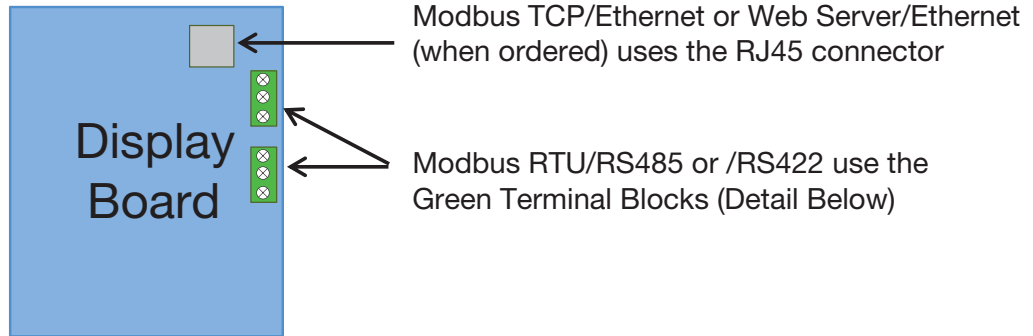 Modbus TCP/Ethernet or Web Server/Ethernet
(when ordered) uses the RJ45 connector
Display
Board
Modbus RTU/RS485 or /RS422 use the
Green Terminal Blocks (Detail Below)